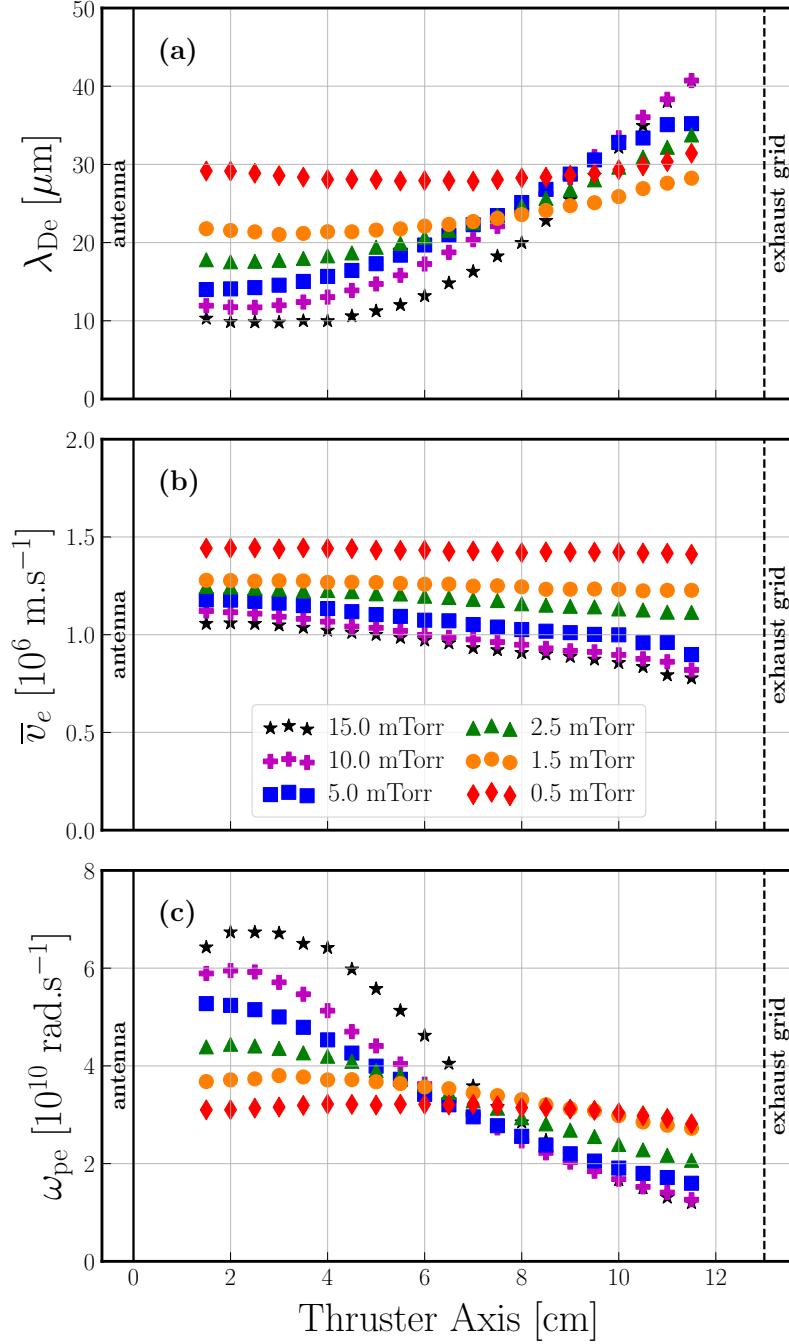 50
40
30
20
10
0
λ_De [μm]
(a)
antenna
exhaust grid
2.0
1.5
1.0
0.5
0.0
v̅_e [10⁶ m.s⁻¹]
(b)
antenna
exhaust grid
15.0 mTorr
10.0 mTorr
5.0 mTorr
2.5 mTorr
1.5 mTorr
0.5 mTorr
8
6
4
2
0
ω_pe [10¹⁰ rad.s⁻¹]
(c)
antenna
exhaust grid
0 2 4 6 8 10 12
Thruster Axis [cm]